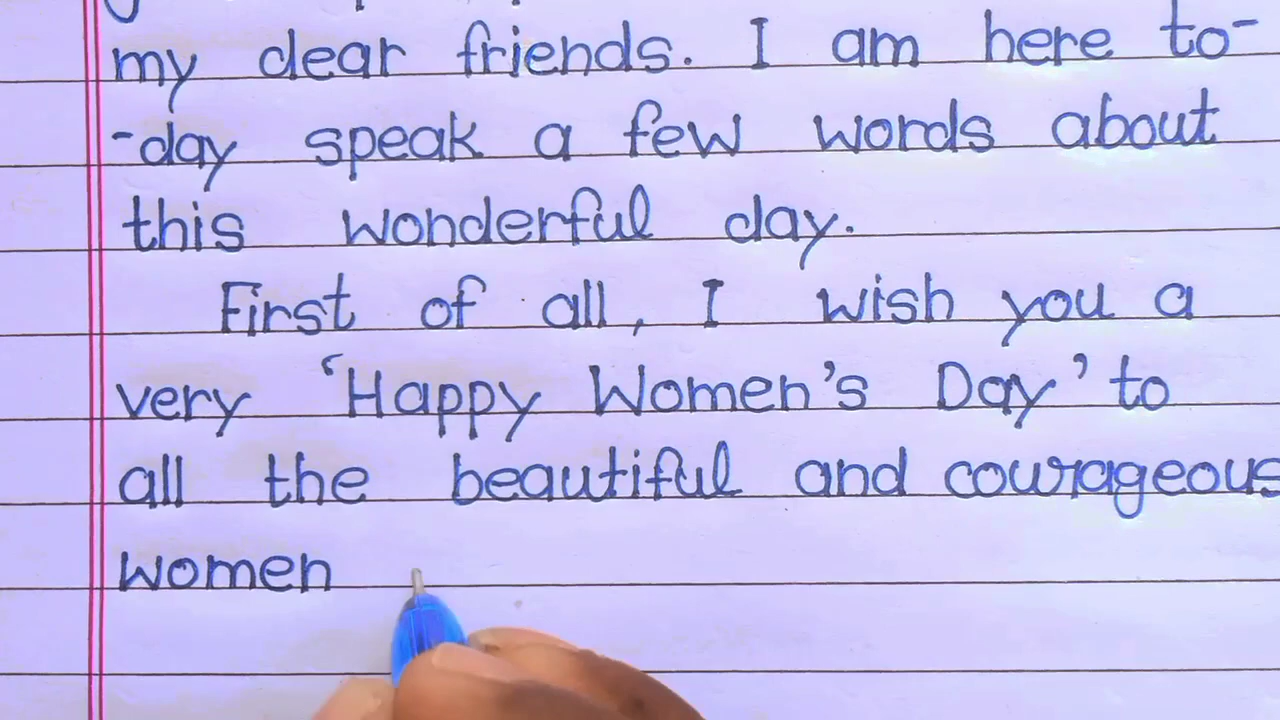 my dear friends. I am here to-
-day speak a few words about
this wonderful day.
First of all, I wish you a
very 'Happy Women's Day' to
all the beautiful and courageous
women